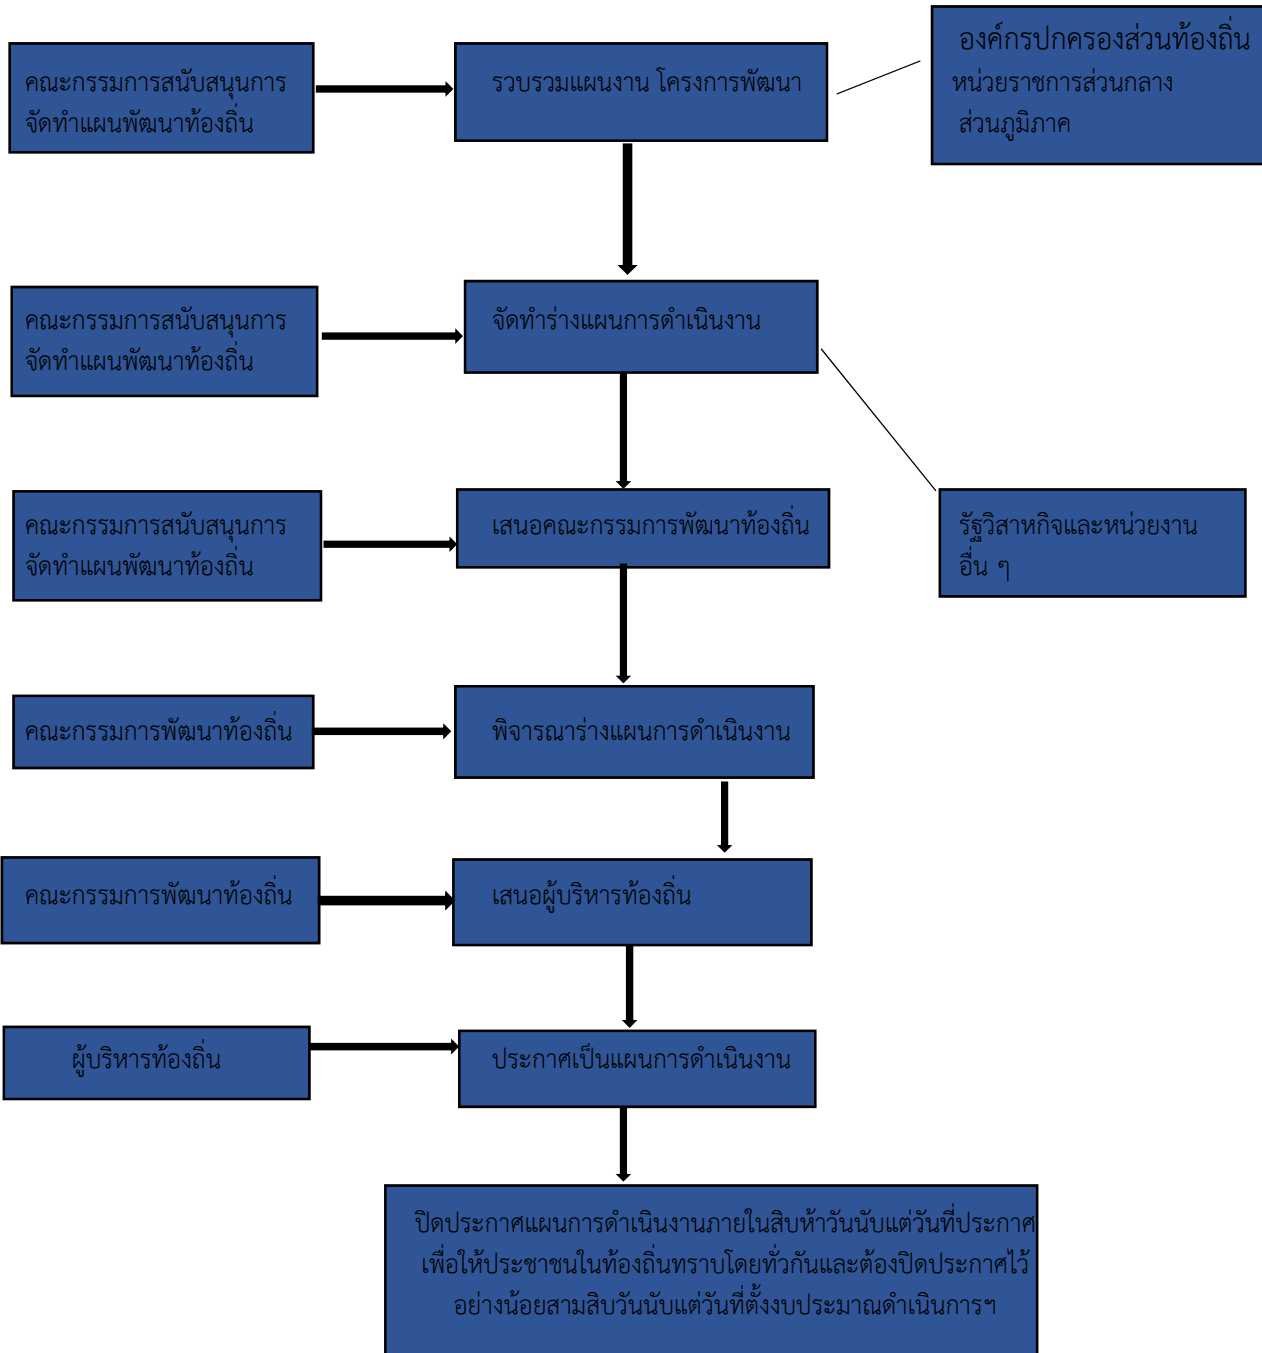 คณะกรรมการสนับสนุนการ
จัดทำแผนพัฒนาท้องถิ่น
รวบรวมแผนงาน โครงการพัฒนา
องค์กรปกครองส่วนท้องถิ่น
หน่วยราชการส่วนกลาง
ส่วนภูมิภาค
คณะกรรมการสนับสนุนการ
จัดทำแผนพัฒนาท้องถิ่น
จัดทำร่างแผนการดำเนินงาน
คณะกรรมการสนับสนุนการ
จัดทำแผนพัฒนาท้องถิ่น
เสนอคณะกรรมการพัฒนาท้องถิ่น
รัฐวิสาหกิจและหน่วยงาน
อื่น ๆ
คณะกรรมการพัฒนาท้องถิ่น
พิจารณาร่างแผนการดำเนินงาน
คณะกรรมการพัฒนาท้องถิ่น
เสนอผู้บริหารท้องถิ่น
ผู้บริหารท้องถิ่น
ประกาศเป็นแผนการดำเนินงาน
ปิดประกาศแผนการดำเนินงานภายในสิบห้าวันนับแต่วันที่ประกาศ
เพื่อให้ประชาชนในท้องถิ่นทราบโดยทั่วกันและต้องปิดประกาศไว้
อย่างน้อยสามสิบวันนับแต่วันที่ตั้งงบประมาณดำเนินการฯ